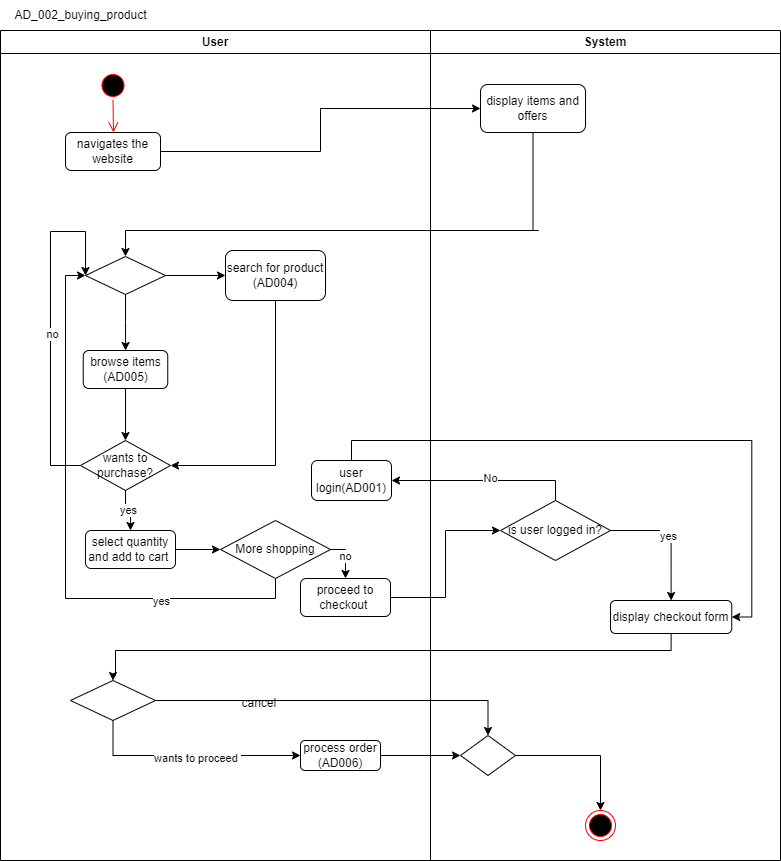 AD_002_buying_product
User
System
navigates the
website
display items and
offers
search for product
(AD004)
no
browse items
(AD005)
wants to
purchase?
yes
select quantity
and add to cart
More shopping
no
yes
proceed to
checkout
user
login(AD001)
No
is user logged in?
yes
display checkout form
cancel
wants to proceed
process order
(AD006)